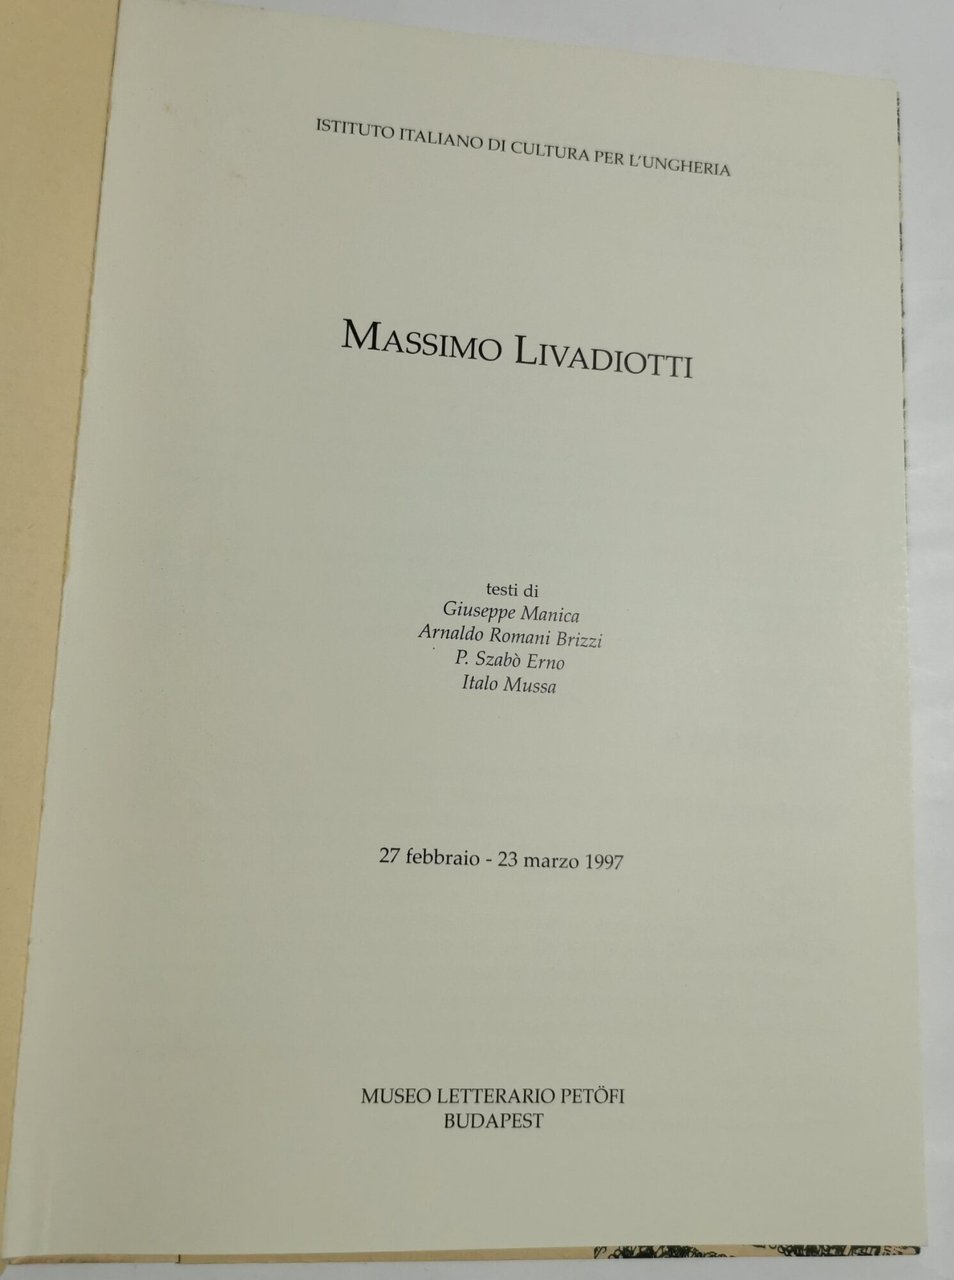 ISTITUTO ITALIANO DI CULTURA PER L'UNGHERIA
MASSIMO LIVADIOTTI
testi di
Giuseppe Manica
Arnaldo Romani Brizzi
P. Szabò Erno
Italo Mussa
27 febbraio - 23 marzo 1997
MUSEO LETTERARIO PETÖFI
BUDAPEST